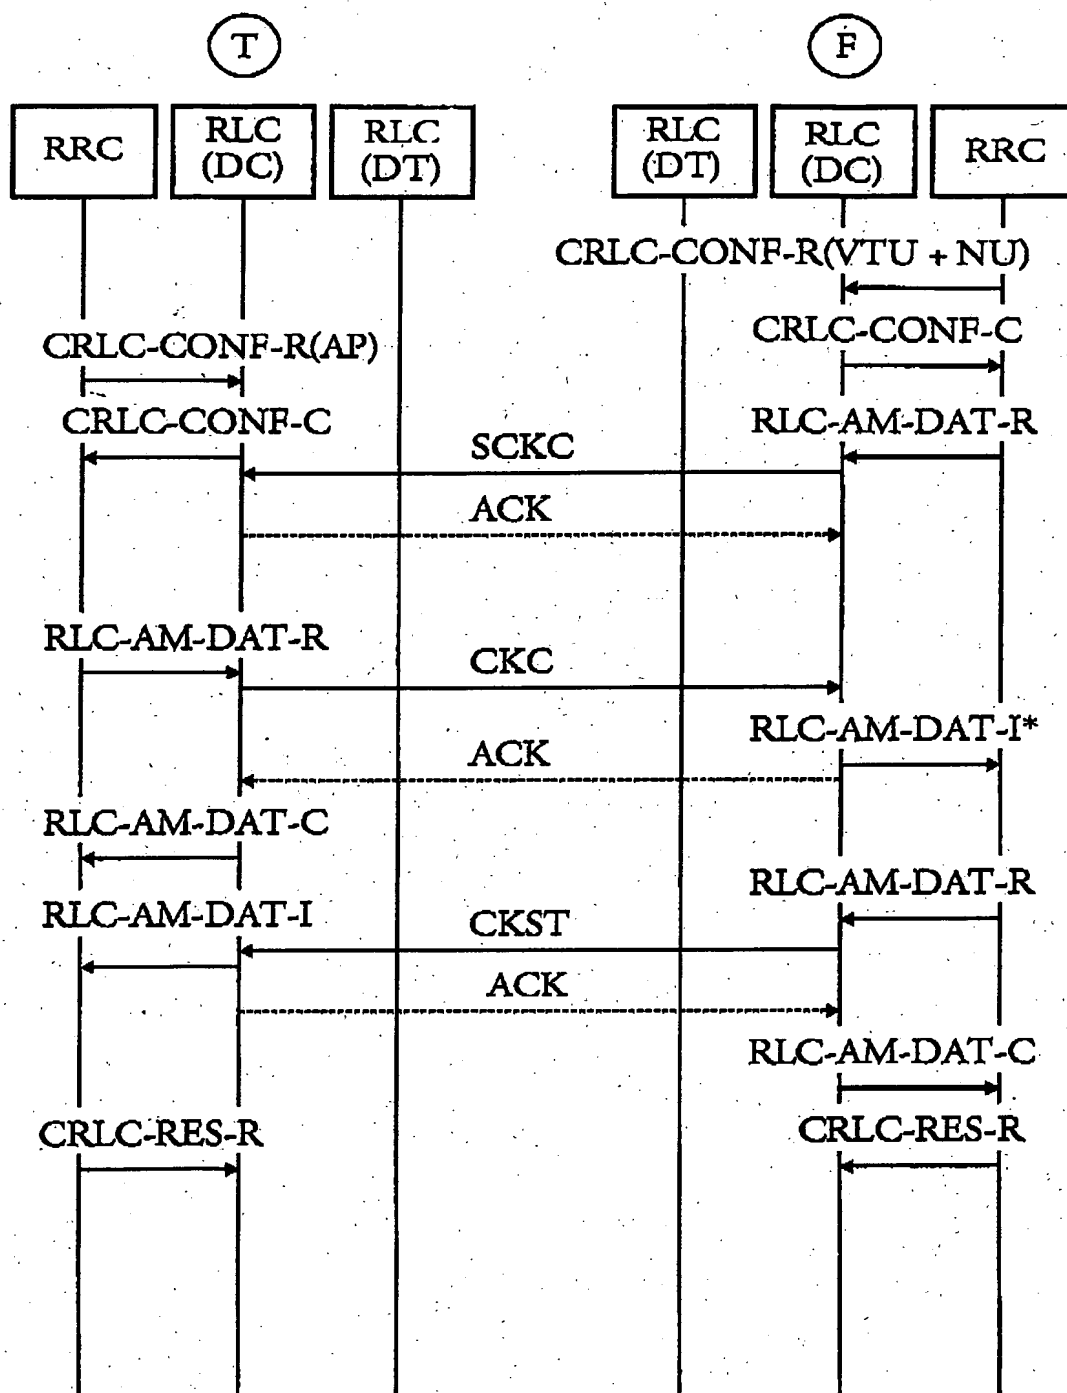 T
F
RRC
RLC
(DC)
RLC
(DT)
RLC
(DT)
RLC
(DC)
RRC
CRLC-CONF-R(VTU + NU)
CRLC-CONF-R(AP)
CRLC-CONF-C
CRLC-CONF-C
RLC-AM-DAT-R
SCKC
ACK
RLC-AM-DAT-R
CKC
RLC-AM-DAT-I*
ACK
RLC-AM-DAT-C
RLC-AM-DAT-R
RLC-AM-DAT-I
CKST
ACK
RLC-AM-DAT-C
CRLC-RES-R
CRLC-RES-R